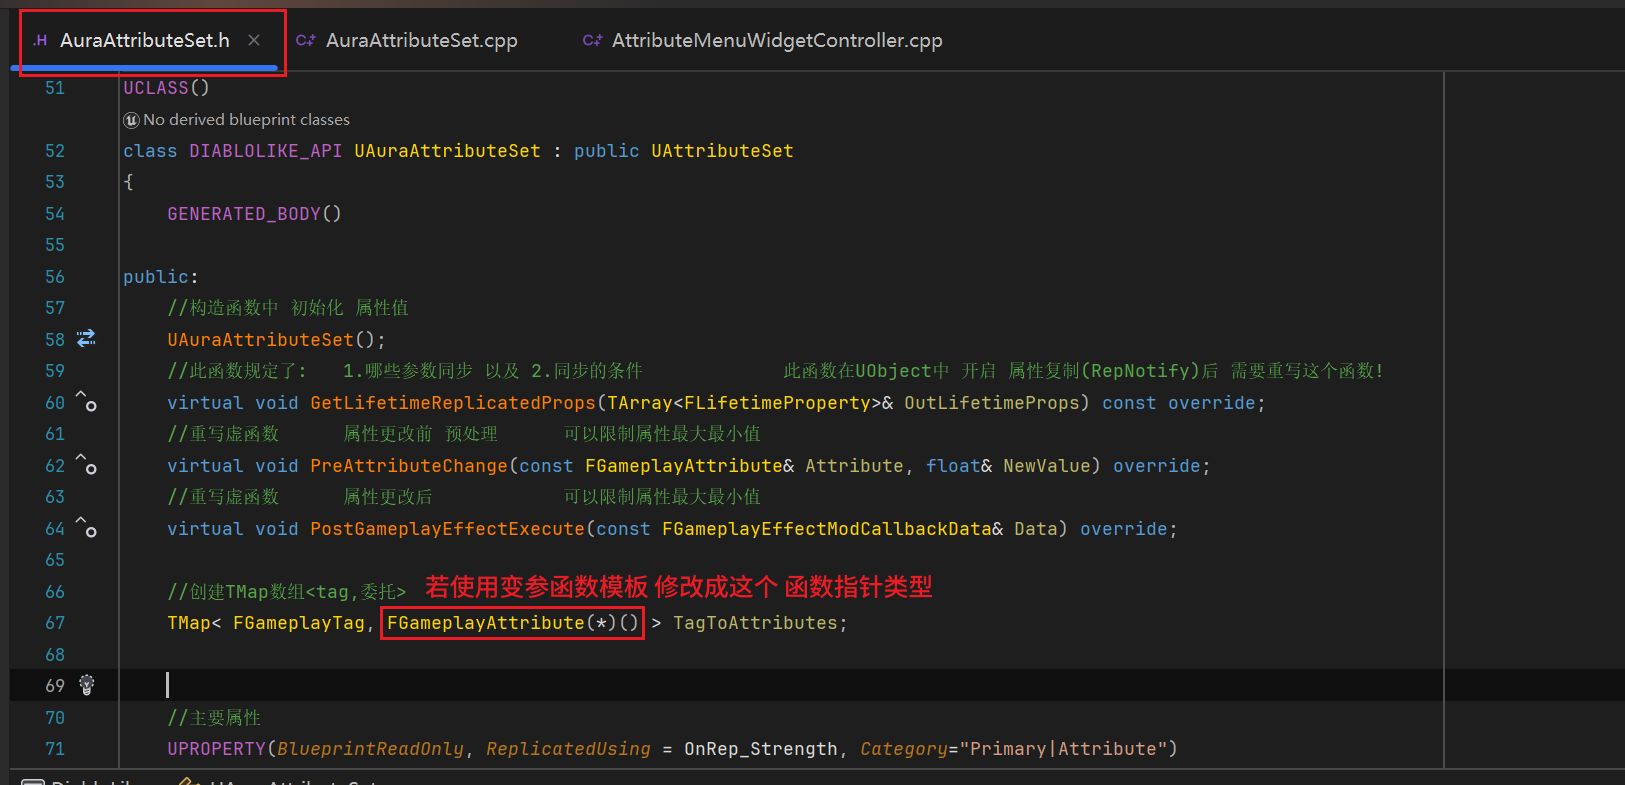 .H AuraAttributeSet.h × C++ AuraAttributeSet.cpp C++ AttributeMenuWidgetController.cpp
51 UCLASS()
No derived blueprint classes
52 class DIABLOLIKE_API UAuraAttributeSet : public UAttributeSet
53 {
54 GENERATED_BODY()
55
56 public:
57 //构造函数中 初始化 属性值
58 UAuraAttributeSet();
59 //此函数规定了: 1.哪些参数同步 以及 2.同步的条件 此函数在UObject中 开启 属性复制(RepNotify)后 需要重写这个函数!
60 virtual void GetLifetimeReplicatedProps(TArray<FLifetimeProperty>& OutLifetimeProps) const override;
61 //重写虚函数 属性更改前 预处理 可以限制属性最大最小值
62 virtual void PreAttributeChange(const FGameplayAttribute& Attribute, float& NewValue) override;
63 //重写虚函数 属性更改后 可以限制属性最大最小值
64 virtual void PostGameplayEffectExecute(const FGameplayEffectModCallbackData& Data) override;
65
66 //创建TMap数组<tag,委托> 若使用变参函数模板 修改成这个 函数指针类型
67 TMap< FGameplayTag, FGameplayAttribute(*)() > TagToAttributes;
68
69
70 //主要属性
71 UPROPERTY(BlueprintReadOnly, ReplicatedUsing = OnRep_Strength, Category="Primary|Attribute")